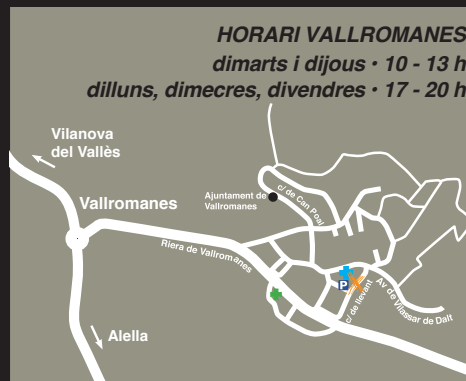 HORARI VALLROMANES
dimarts i dijous • 10 - 13 h
dilluns, dimecres, divendres • 17 - 20 h
Vilanova
del Vallès
Vallromanes
Ajuntament de
Vallromanes
c/ de Can Poal
Riera de Vallromanes
P
c/ de llevant
Av de Vilassar de Dalt
Alella